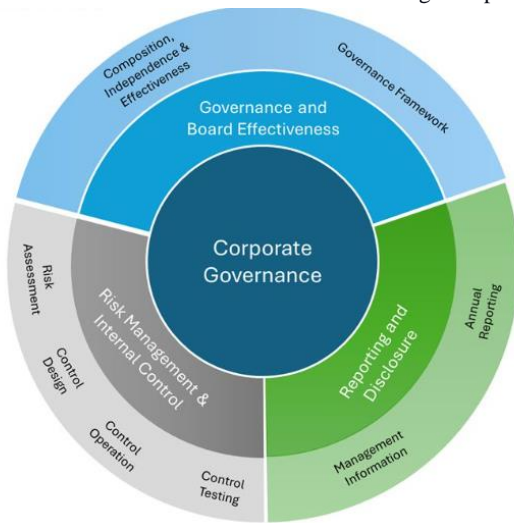 Composition,
Independence &
Effectiveness
Governance Framework
Governance and
Board Effectiveness
Corporate
Governance
Risk
Assessment
Control
Design
Control
Operation
Control
Testing
Risk Management &
Internal Control
Reporting and
Disclosure
Annual
Reporting
Management
Information